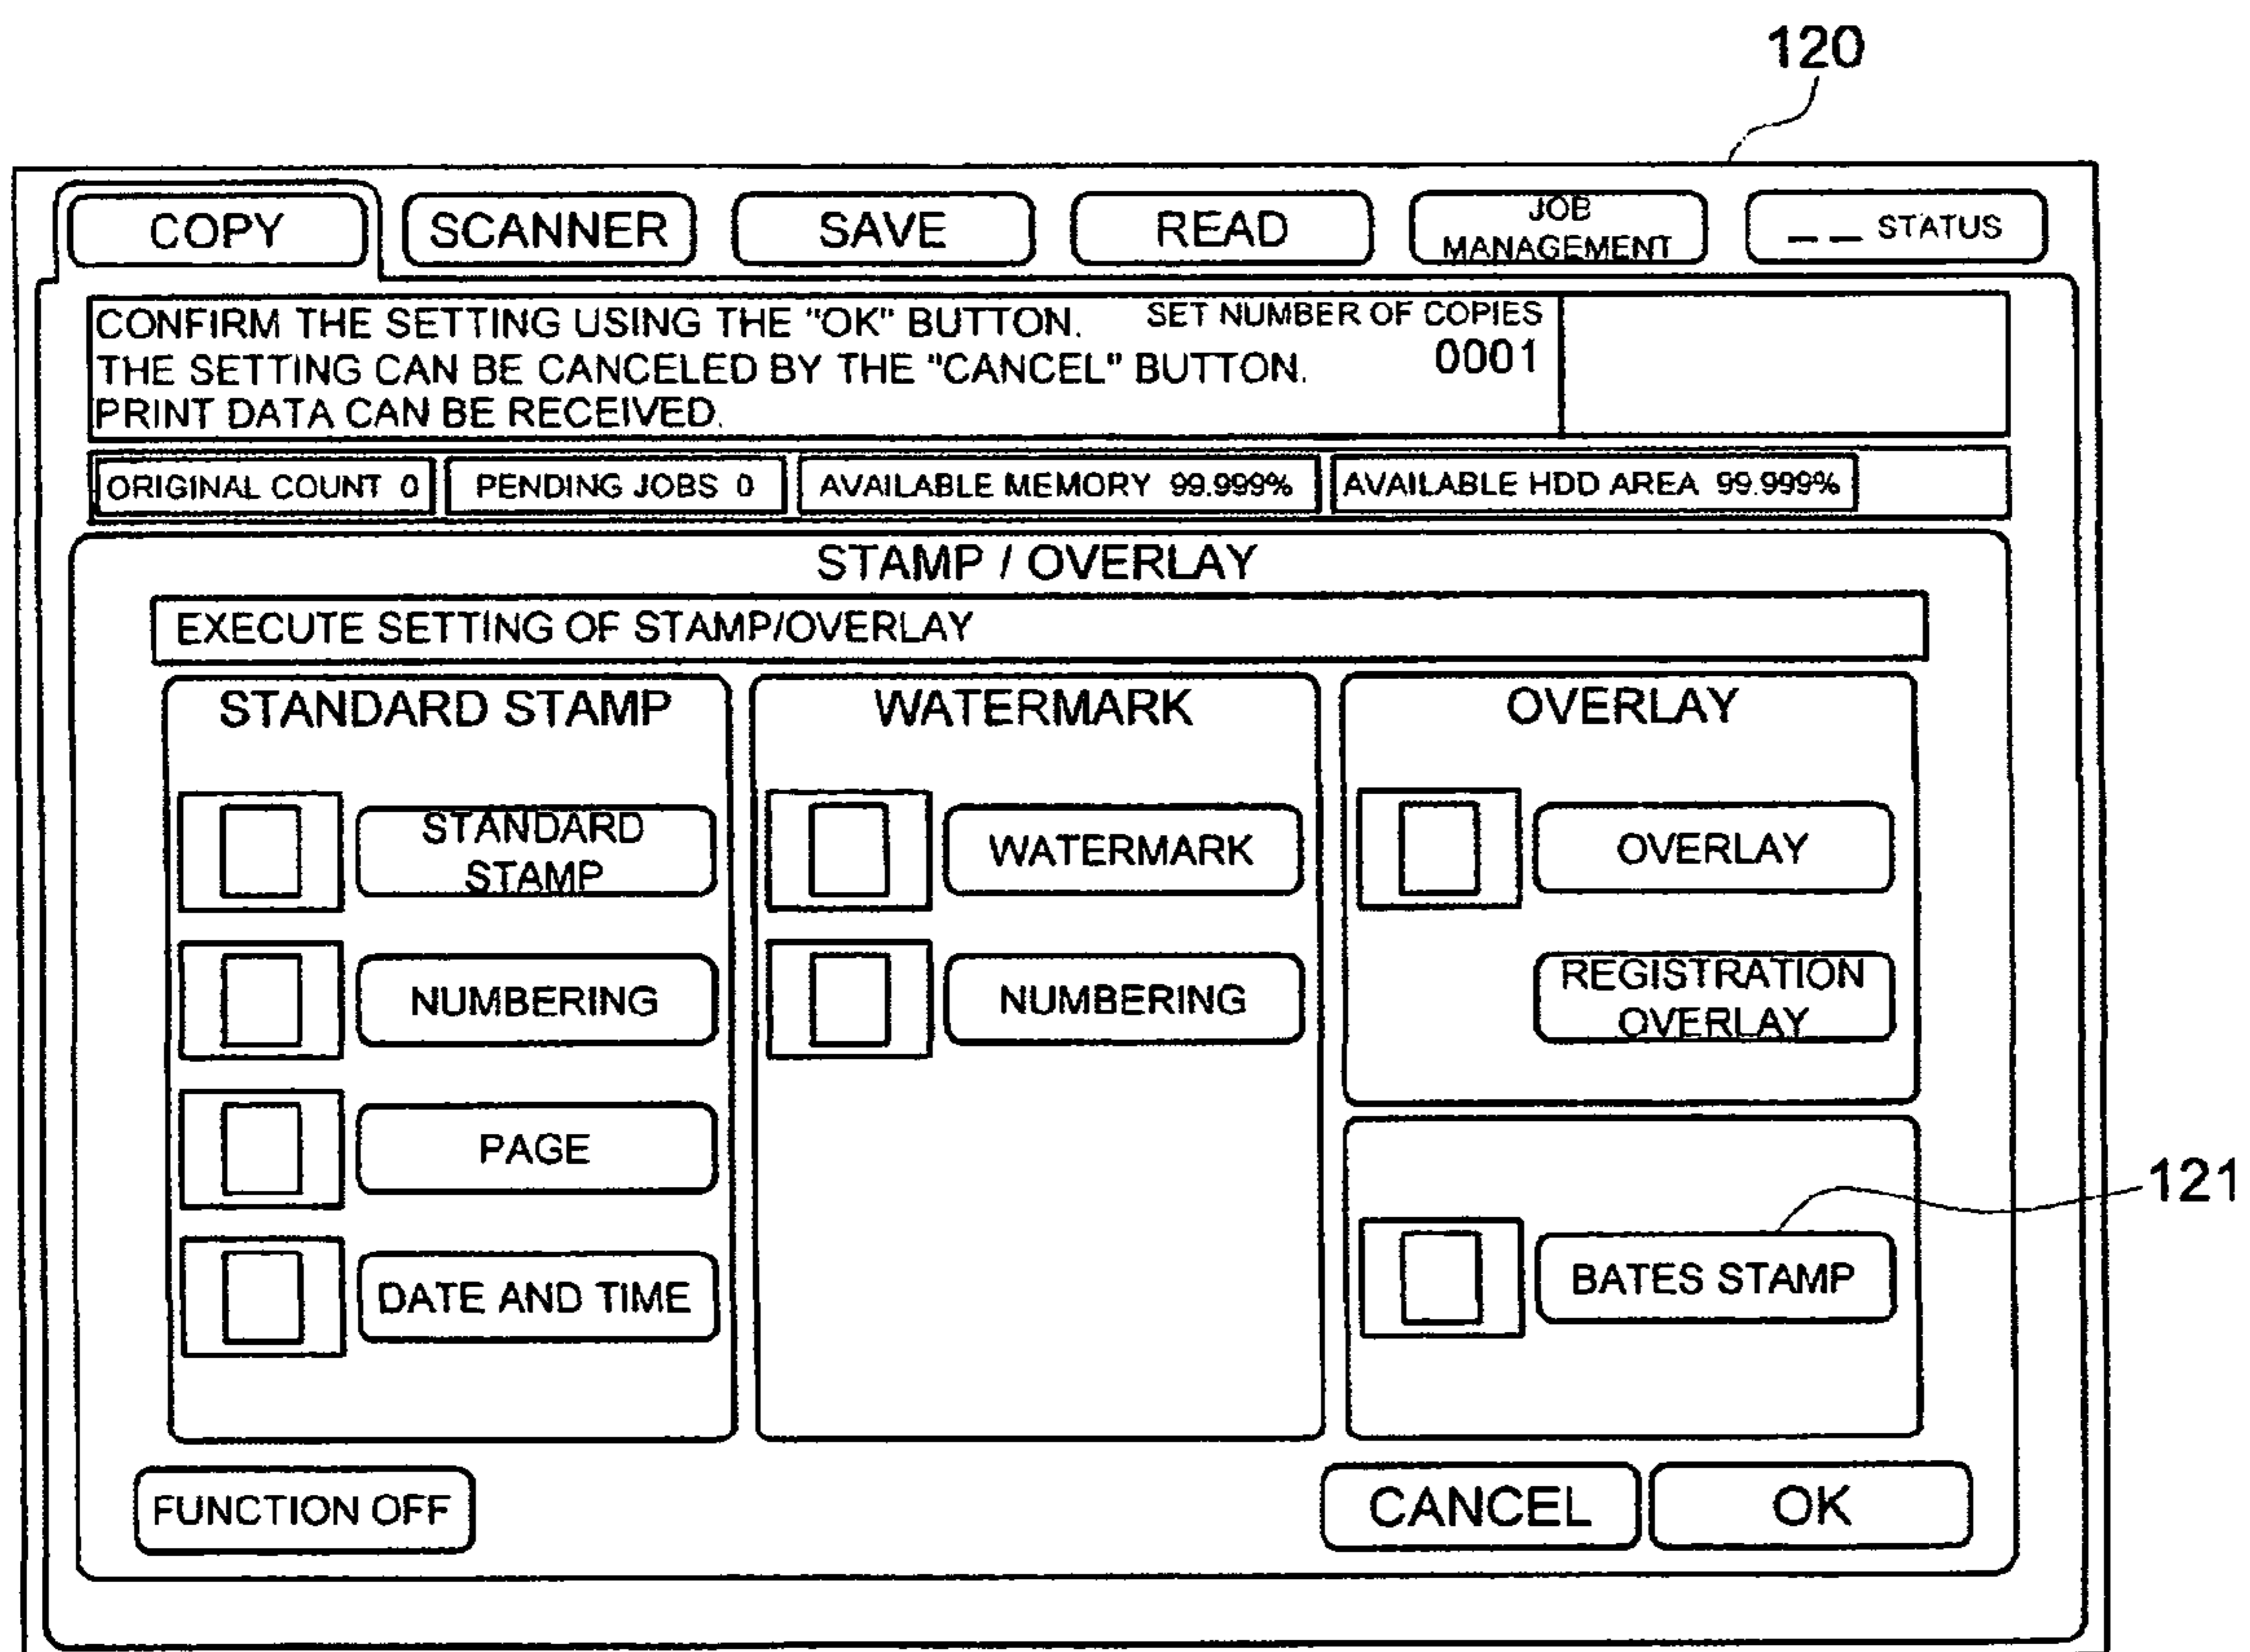 120
COPY
SCANNER
SAVE
READ
JOB
MANAGEMENT
_ _ STATUS
CONFIRM THE SETTING USING THE "OK" BUTTON.
SET NUMBER OF COPIES
THE SETTING CAN BE CANCELED BY THE "CANCEL" BUTTON.
0001
PRINT DATA CAN BE RECEIVED.
ORIGINAL COUNT 0
PENDING JOBS 0
AVAILABLE MEMORY 99.999%
AVAILABLE HDD AREA 99.999%
STAMP / OVERLAY
EXECUTE SETTING OF STAMP/OVERLAY
STANDARD STAMP
STANDARD
STAMP
NUMBERING
PAGE
DATE AND TIME
WATERMARK
WATERMARK
NUMBERING
OVERLAY
OVERLAY
REGISTRATION
OVERLAY
121
BATES STAMP
FUNCTION OFF
CANCEL
OK